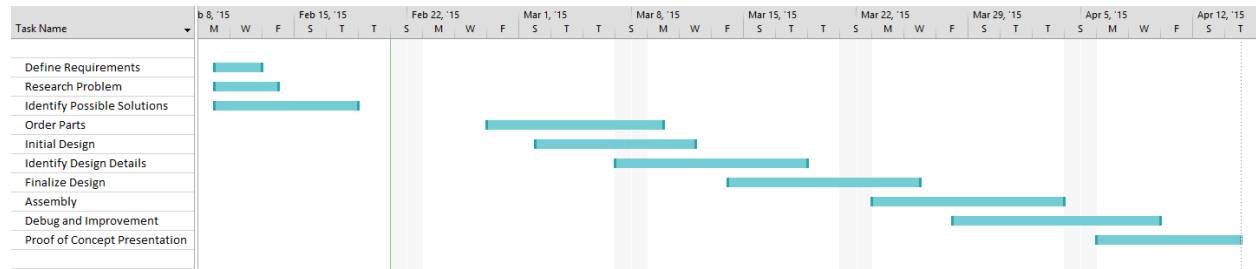 b 8, '15 Feb 15, '15 Feb 22, '15 Mar 1, '15 Mar 8, '15 Mar 15, '15 Mar 22, '15 Mar 29, '15 Apr 5, '15 Apr 12, '15
Task Name M W F S T T S M W F S T T S M W F S T T S M W F S T T S M W F S T
Define Requirements
Research Problem
Identify Possible Solutions
Order Parts
Initial Design
Identify Design Details
Finalize Design
Assembly
Debug and Improvement
Proof of Concept Presentation